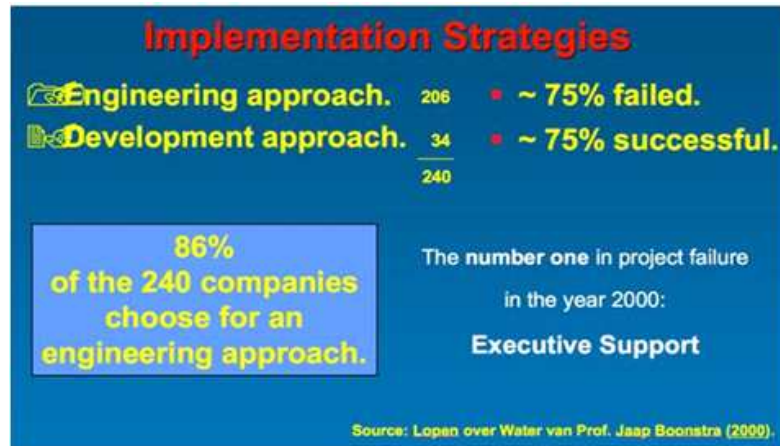 Implementation Strategies
Engineering approach. 206 ▪ ~ 75% failed.
Development approach. 34 ▪ ~ 75% successful.
240
86%
of the 240 companies
choose for an
engineering approach.
The number one in project failure
in the year 2000:
Executive Support
Source: Lopen over Water van Prof. Jaap Boonstra (2000).